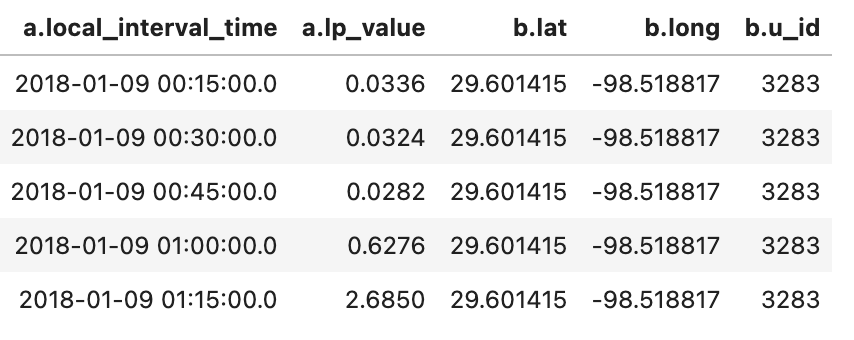 a.local_interval_time a.lp_value b.lat b.long b.u_id
2018-01-09 00:15:00.0 0.0336 29.601415 -98.518817 3283
2018-01-09 00:30:00.0 0.0324 29.601415 -98.518817 3283
2018-01-09 00:45:00.0 0.0282 29.601415 -98.518817 3283
2018-01-09 01:00:00.0 0.6276 29.601415 -98.518817 3283
2018-01-09 01:15:00.0 2.6850 29.601415 -98.518817 3283